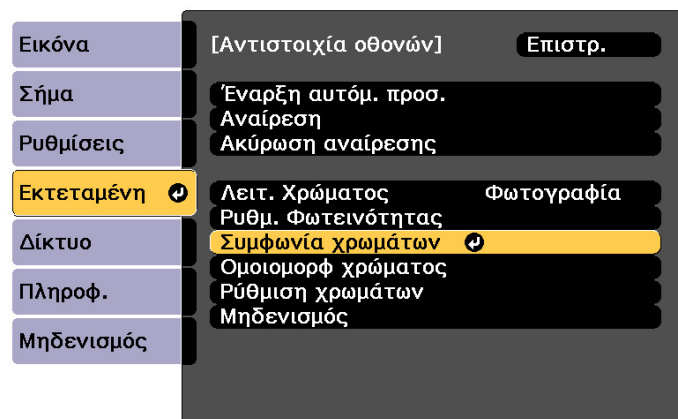 Εικόνα
Σήμα
Ρυθμίσεις
Εκτεταμένη
Δίκτυο
Πληροφ.
Μηδενισμός
[Αντιστοιχία οθονών] Επιστρ.
Έναρξη αυτόμ. προσ.
Αναίρεση
Ακύρωση αναίρεσης
Λειτ. Χρώματος Φωτογραφία
Ρυθμ. Φωτεινότητας
Συμφωνία χρωμάτων
Ομοιομορφ χρώματος
Ρύθμιση χρωμάτων
Μηδενισμός